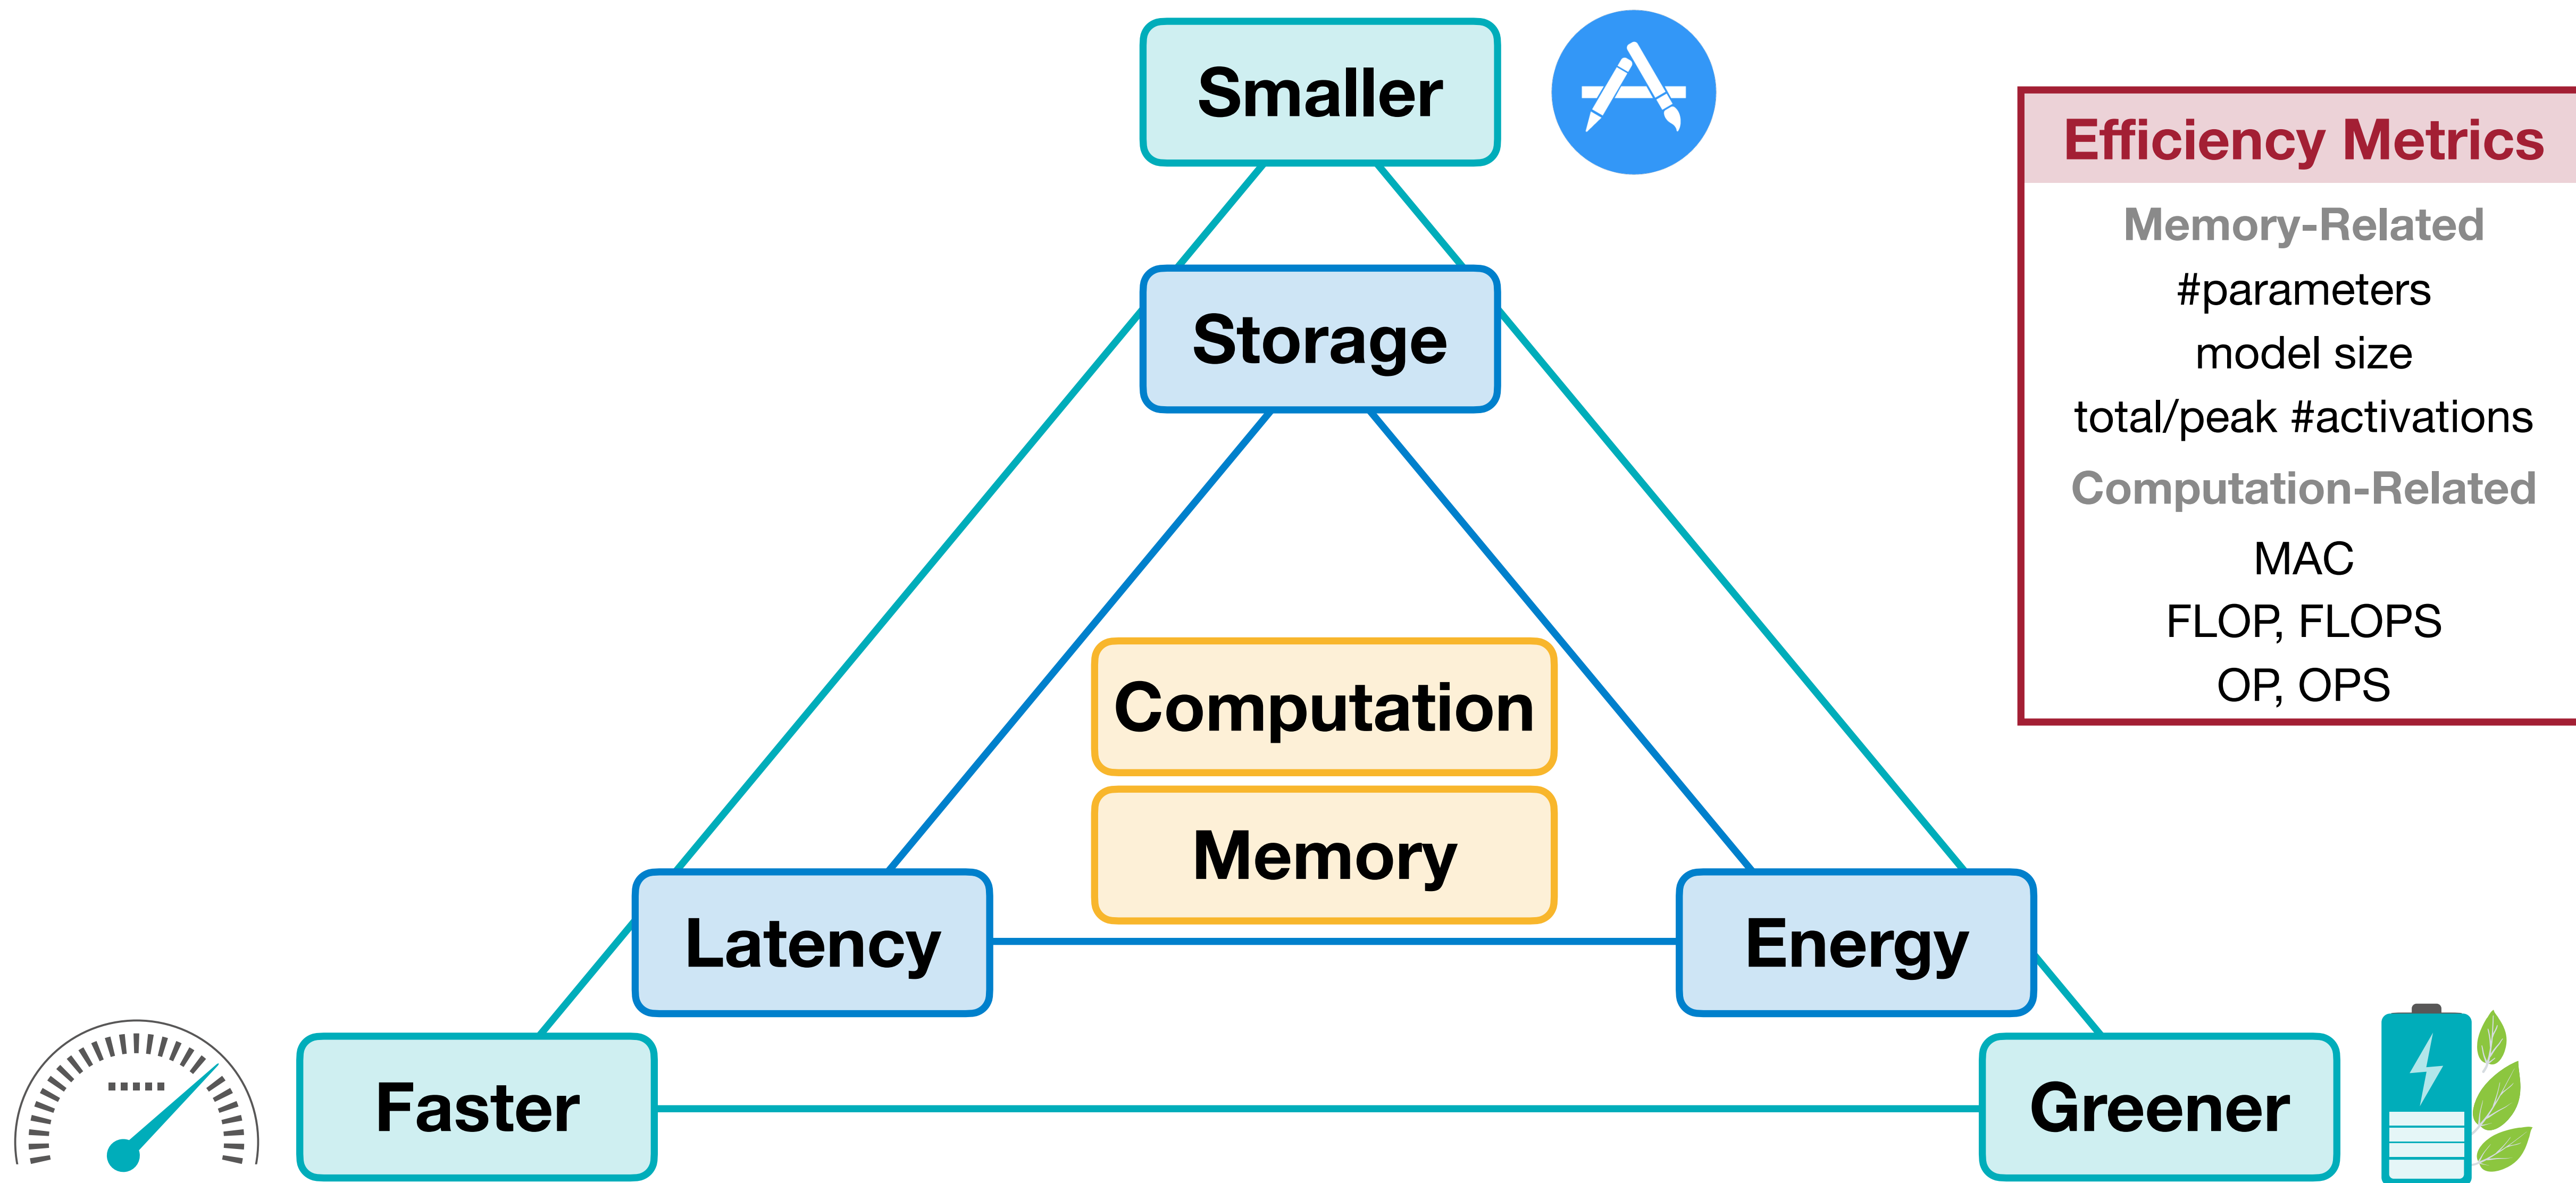 Smaller
Storage
Computation
Memory
Latency
Energy
Faster
Greener
Efficiency Metrics
Memory-Related
#parameters
model size
total/peak #activations
Computation-Related
MAC
FLOP, FLOPS
OP, OPS